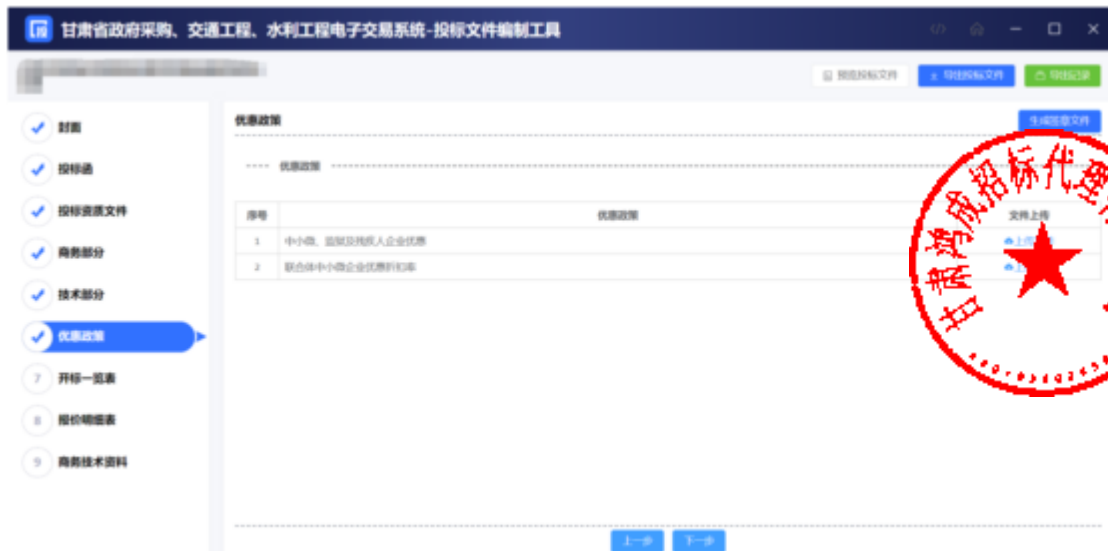 甘肃省政府采购、交通工程、水利工程电子交易系统-投标文件编制工具
预览投标文件
导出投标文件
导出记录
封面
投标函
投标资质文件
商务部分
技术部分
优惠政策
7 开标一览表
8 报价明细表
9 商务技术资料
优惠政策
生成签章文件
优惠政策
序号 优惠政策 文件上传
1 中小微、监狱及残疾人企业优惠 上传
2 联合体中小微企业优惠折扣率 上
甘肃鸿成招标代理
上一步 下一步